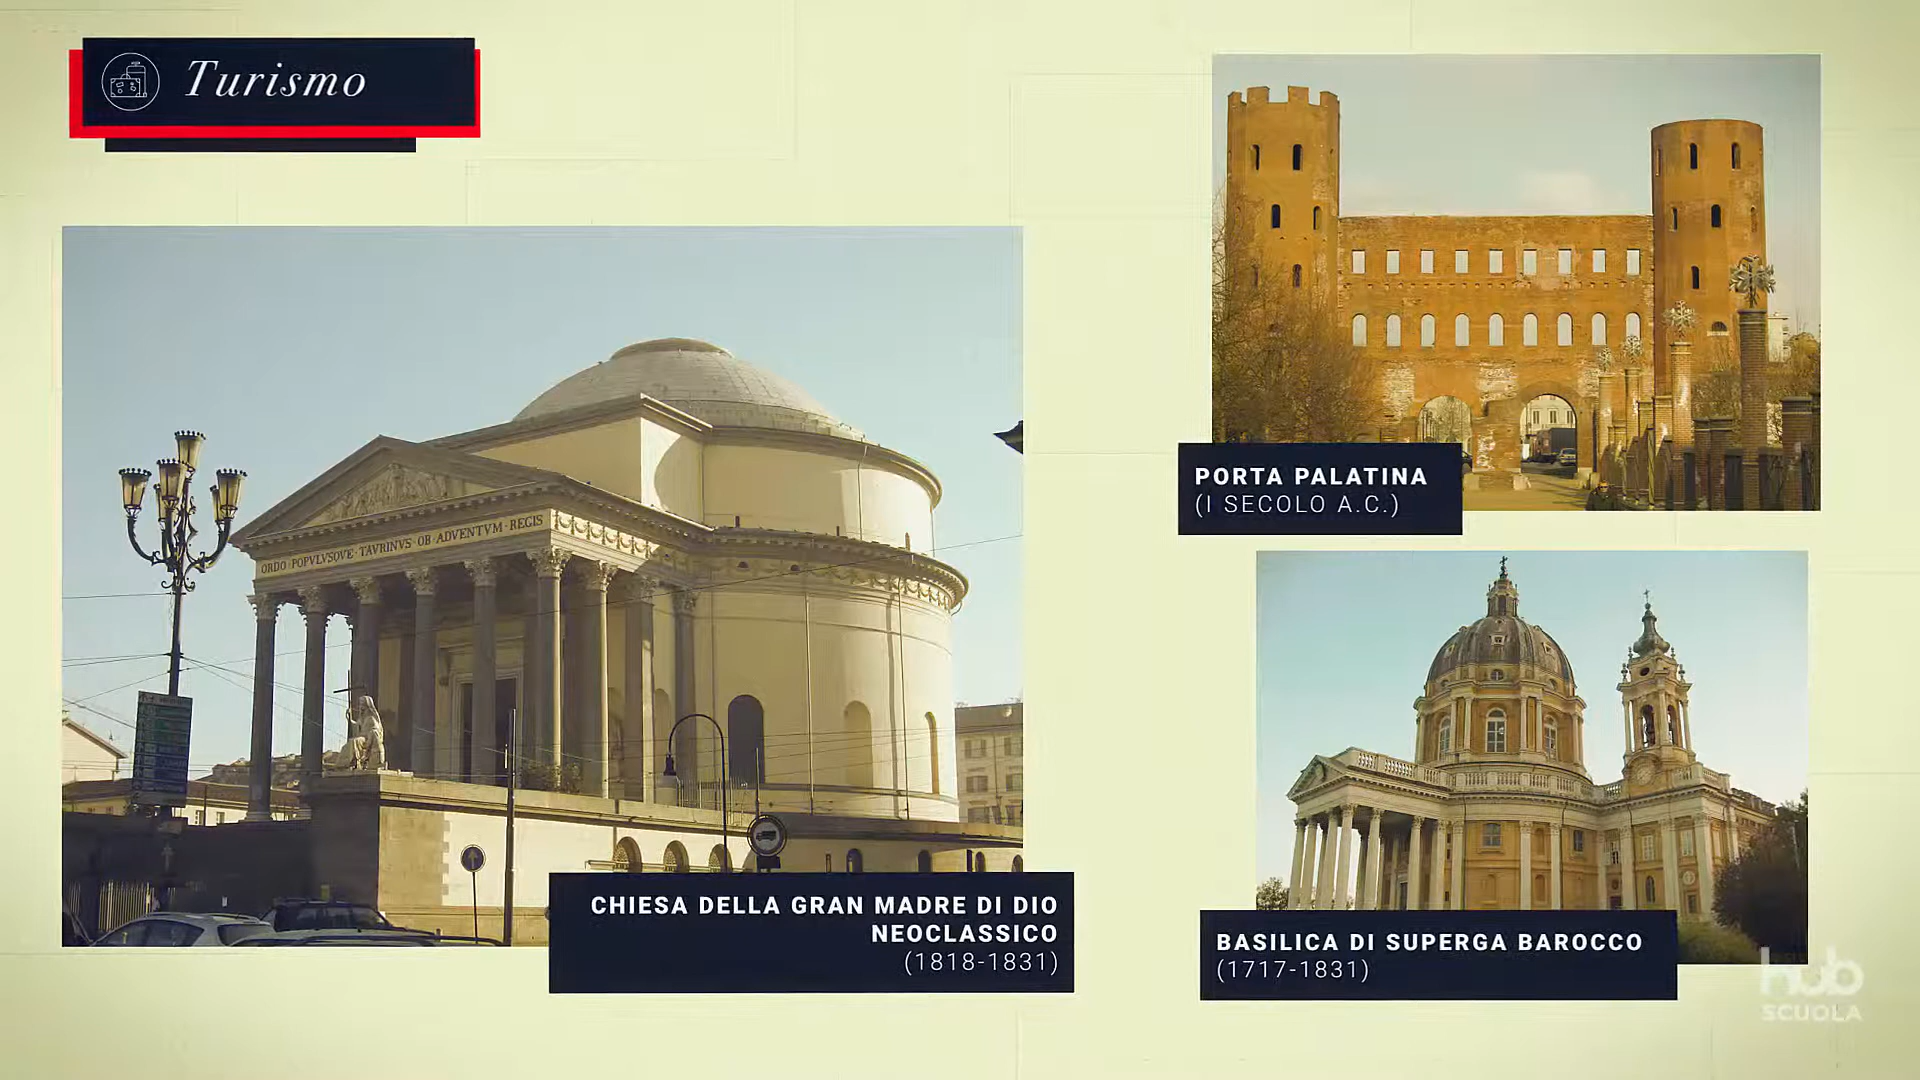 Turismo
ORDO·POPVLVSQVE·TAVRINVS·OB·ADVENTVM·REGIS
PORTA PALATINA
(I SECOLO A.C.)
CHIESA DELLA GRAN MADRE DI DIO
NEOCLASSICO
(1818-1831)
BASILICA DI SUPERGA BAROCCO
(1717-1831)
hub
SCUOLA